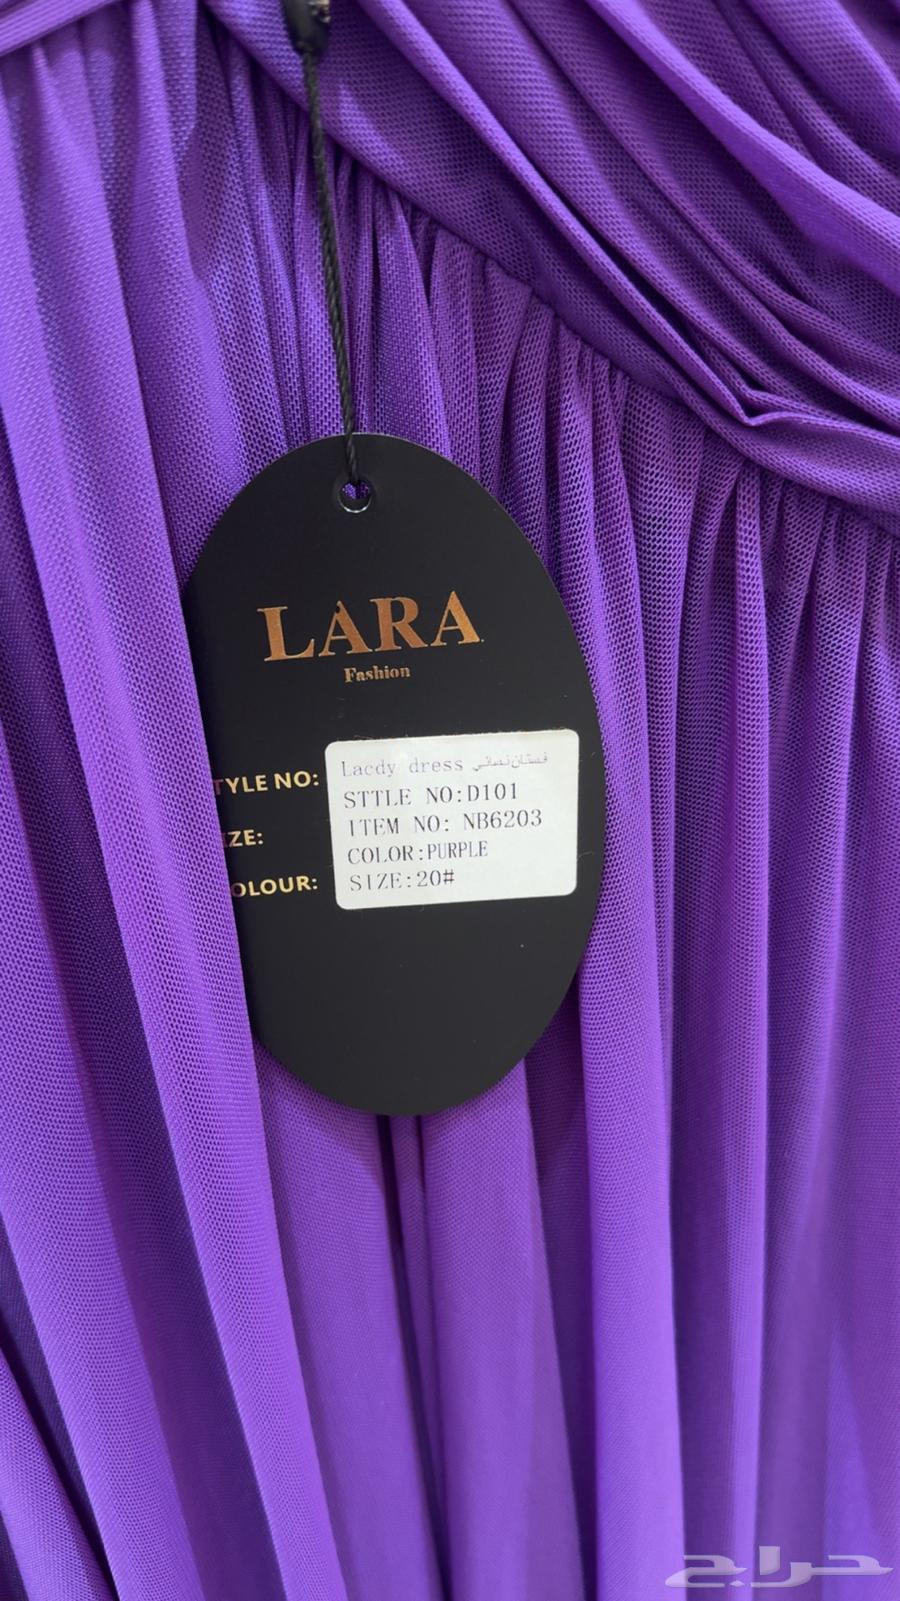 LARA
Fashion
TYLE NO:
Lacdy dress فستان نسائي
STTLE NO:D101
ITEM NO: NB6203
ZE:
COLOR:PURPLE
OLOUR:
SIZE:20#
حراج